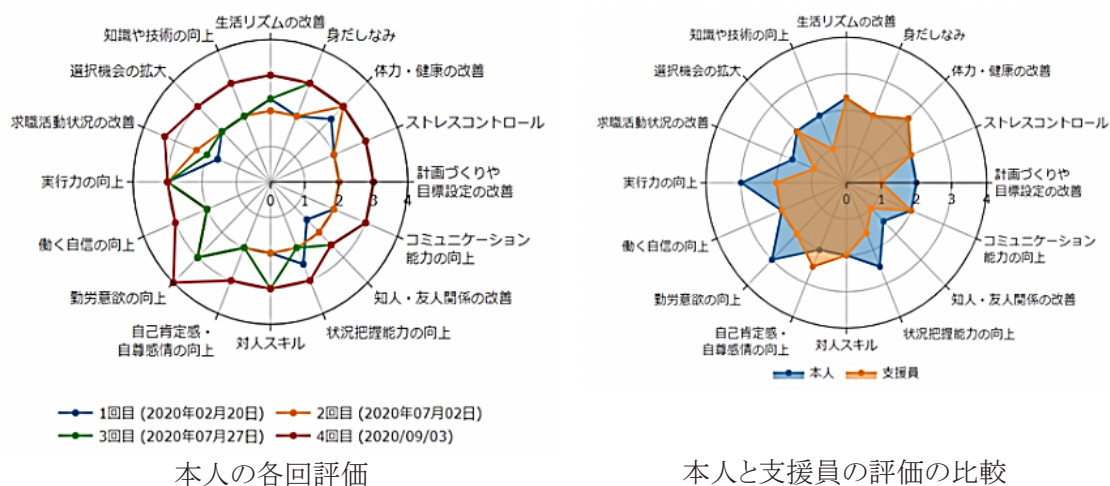 生活リズムの改善
身だしなみ
体力・健康の改善
ストレスコントロール
計画づくりや
目標設定の改善
コミュニケーション
能力の向上
知人・友人関係の改善
状況把握能力の向上
対人スキル
自己肯定感・
自尊感情の向上
勤労意欲の向上
働く自信の向上
実行力の向上
求職活動状況の改善
選択機会の拡大
知識や技術の向上
0 1 2 3 4
1回目 (2020年02月20日) 2回目 (2020年07月02日)
3回目 (2020年07月27日) 4回目 (2020/09/03)
本人の各回評価
生活リズムの改善
身だしなみ
体力・健康の改善
ストレスコントロール
計画づくりや
目標設定の改善
コミュニケーション
能力の向上
知人・友人関係の改善
状況把握能力の向上
対人スキル
自己肯定感・
自尊感情の向上
勤労意欲の向上
働く自信の向上
実行力の向上
求職活動状況の改善
選択機会の拡大
知識や技術の向上
0 1 2 3 4
本人 支援員
本人と支援員の評価の比較